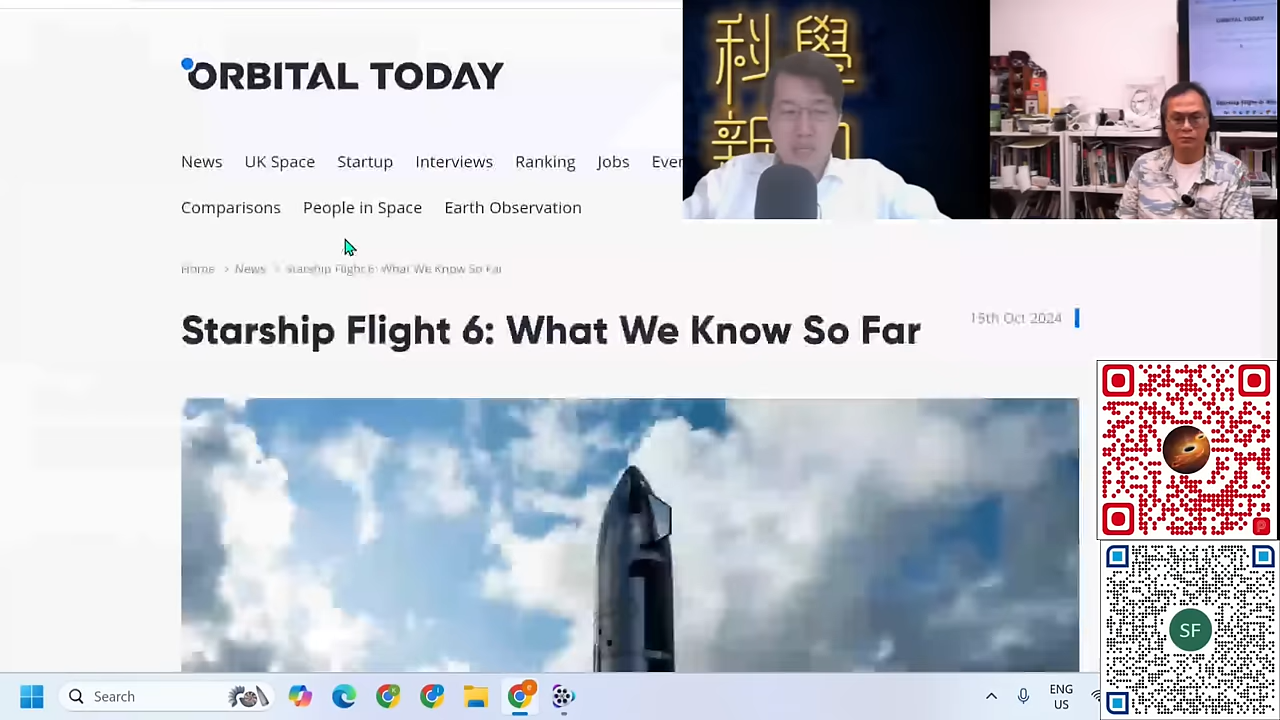 ORBITAL TODAY
科學
新
News UK Space Startup Interviews Ranking Jobs Ever
Comparisons People in Space Earth Observation
Home > News > Starship Flight 6: What We Know So Far
Starship Flight 6: What We Know So Far
15th Oct 2024
SF
Search
ENG
US